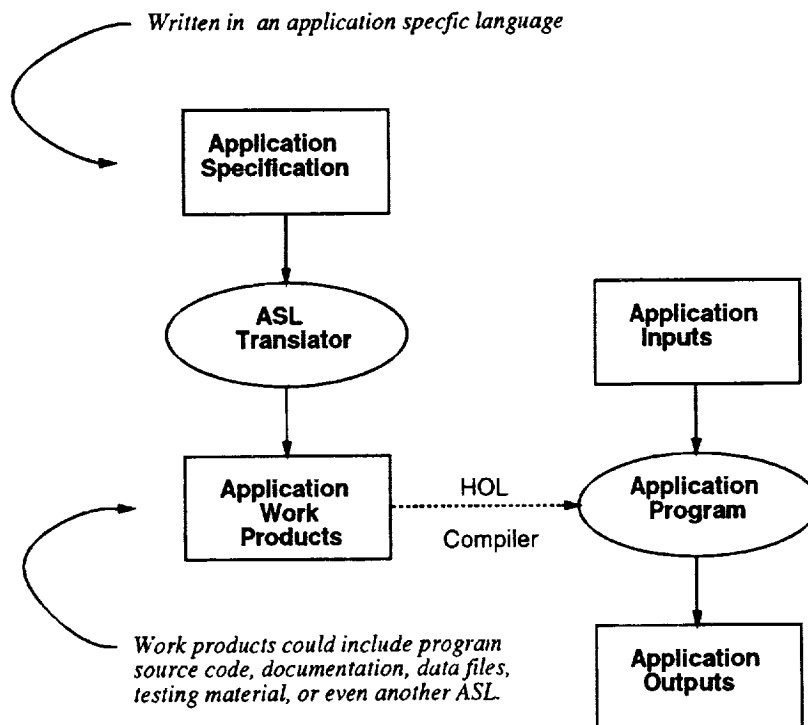 Written in an application specfic language
Application
Specification
ASL
Translator
Application
Inputs
Application
Work
Products
HOL
Compiler
Application
Program
Work products could include program
source code, documentation, data files,
testing material, or even another ASL.
Application
Outputs